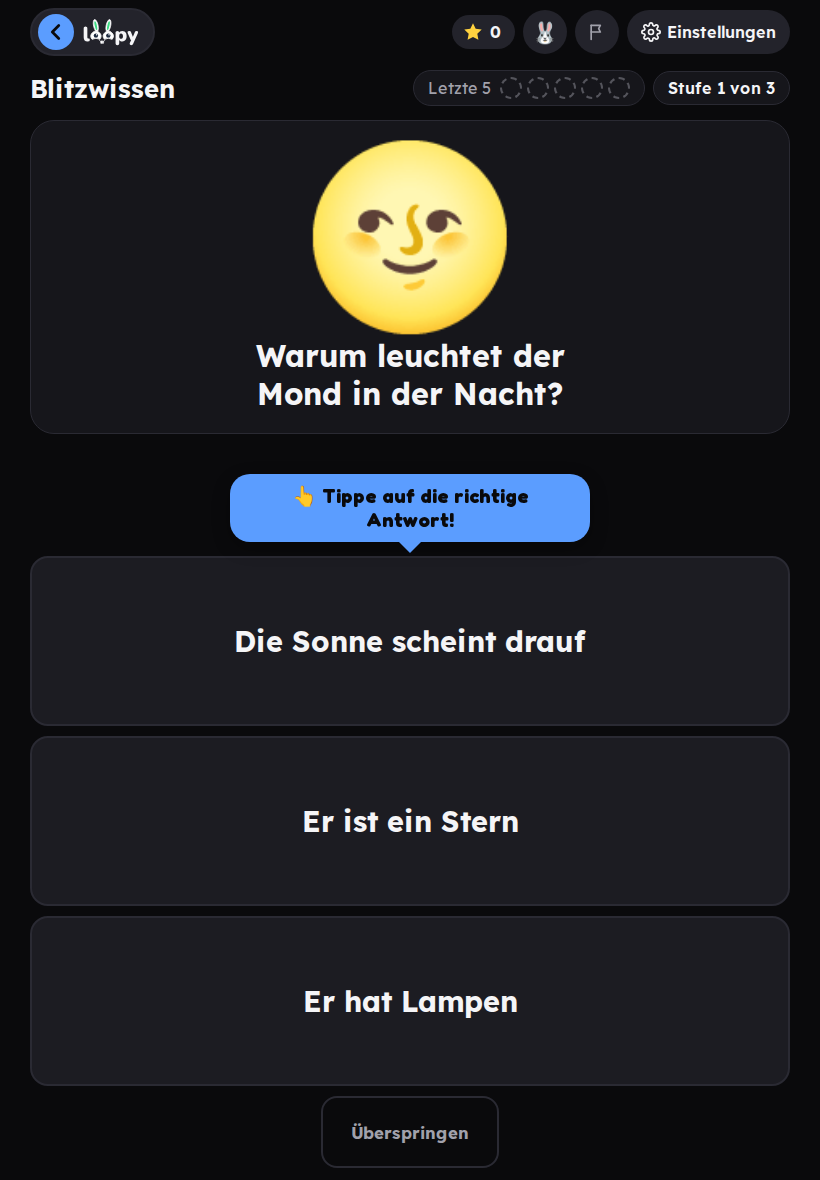 loopy
0
Einstellungen
Blitzwissen
Letzte 5
Stufe 1 von 3
Warum leuchtet der
Mond in der Nacht?
👆 Tippe auf die richtige
Antwort!
Die Sonne scheint drauf
Er ist ein Stern
Er hat Lampen
Überspringen